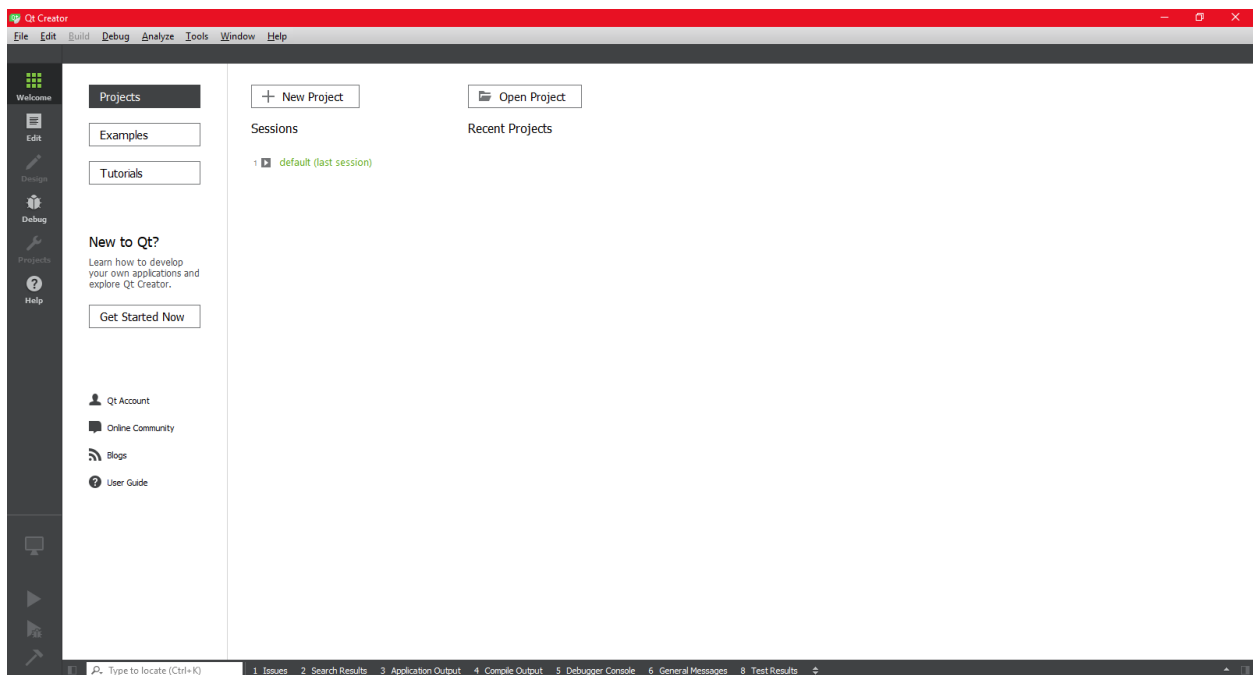 Qt Creator
File Edit Build Debug Analyze Tools Window Help
Welcome
Edit
Design
Debug
Projects
Help
Projects
Examples
Tutorials
New to Qt?
Learn how to develop
your own applications and
explore Qt Creator.
Get Started Now
Qt Account
Online Community
Blogs
User Guide
New Project
Open Project
Sessions
Recent Projects
1 default (last session)
Type to locate (Ctrl+K)
1 Issues 2 Search Results 3 Application Output 4 Compile Output 5 Debugger Console 6 General Messages 8 Test Results